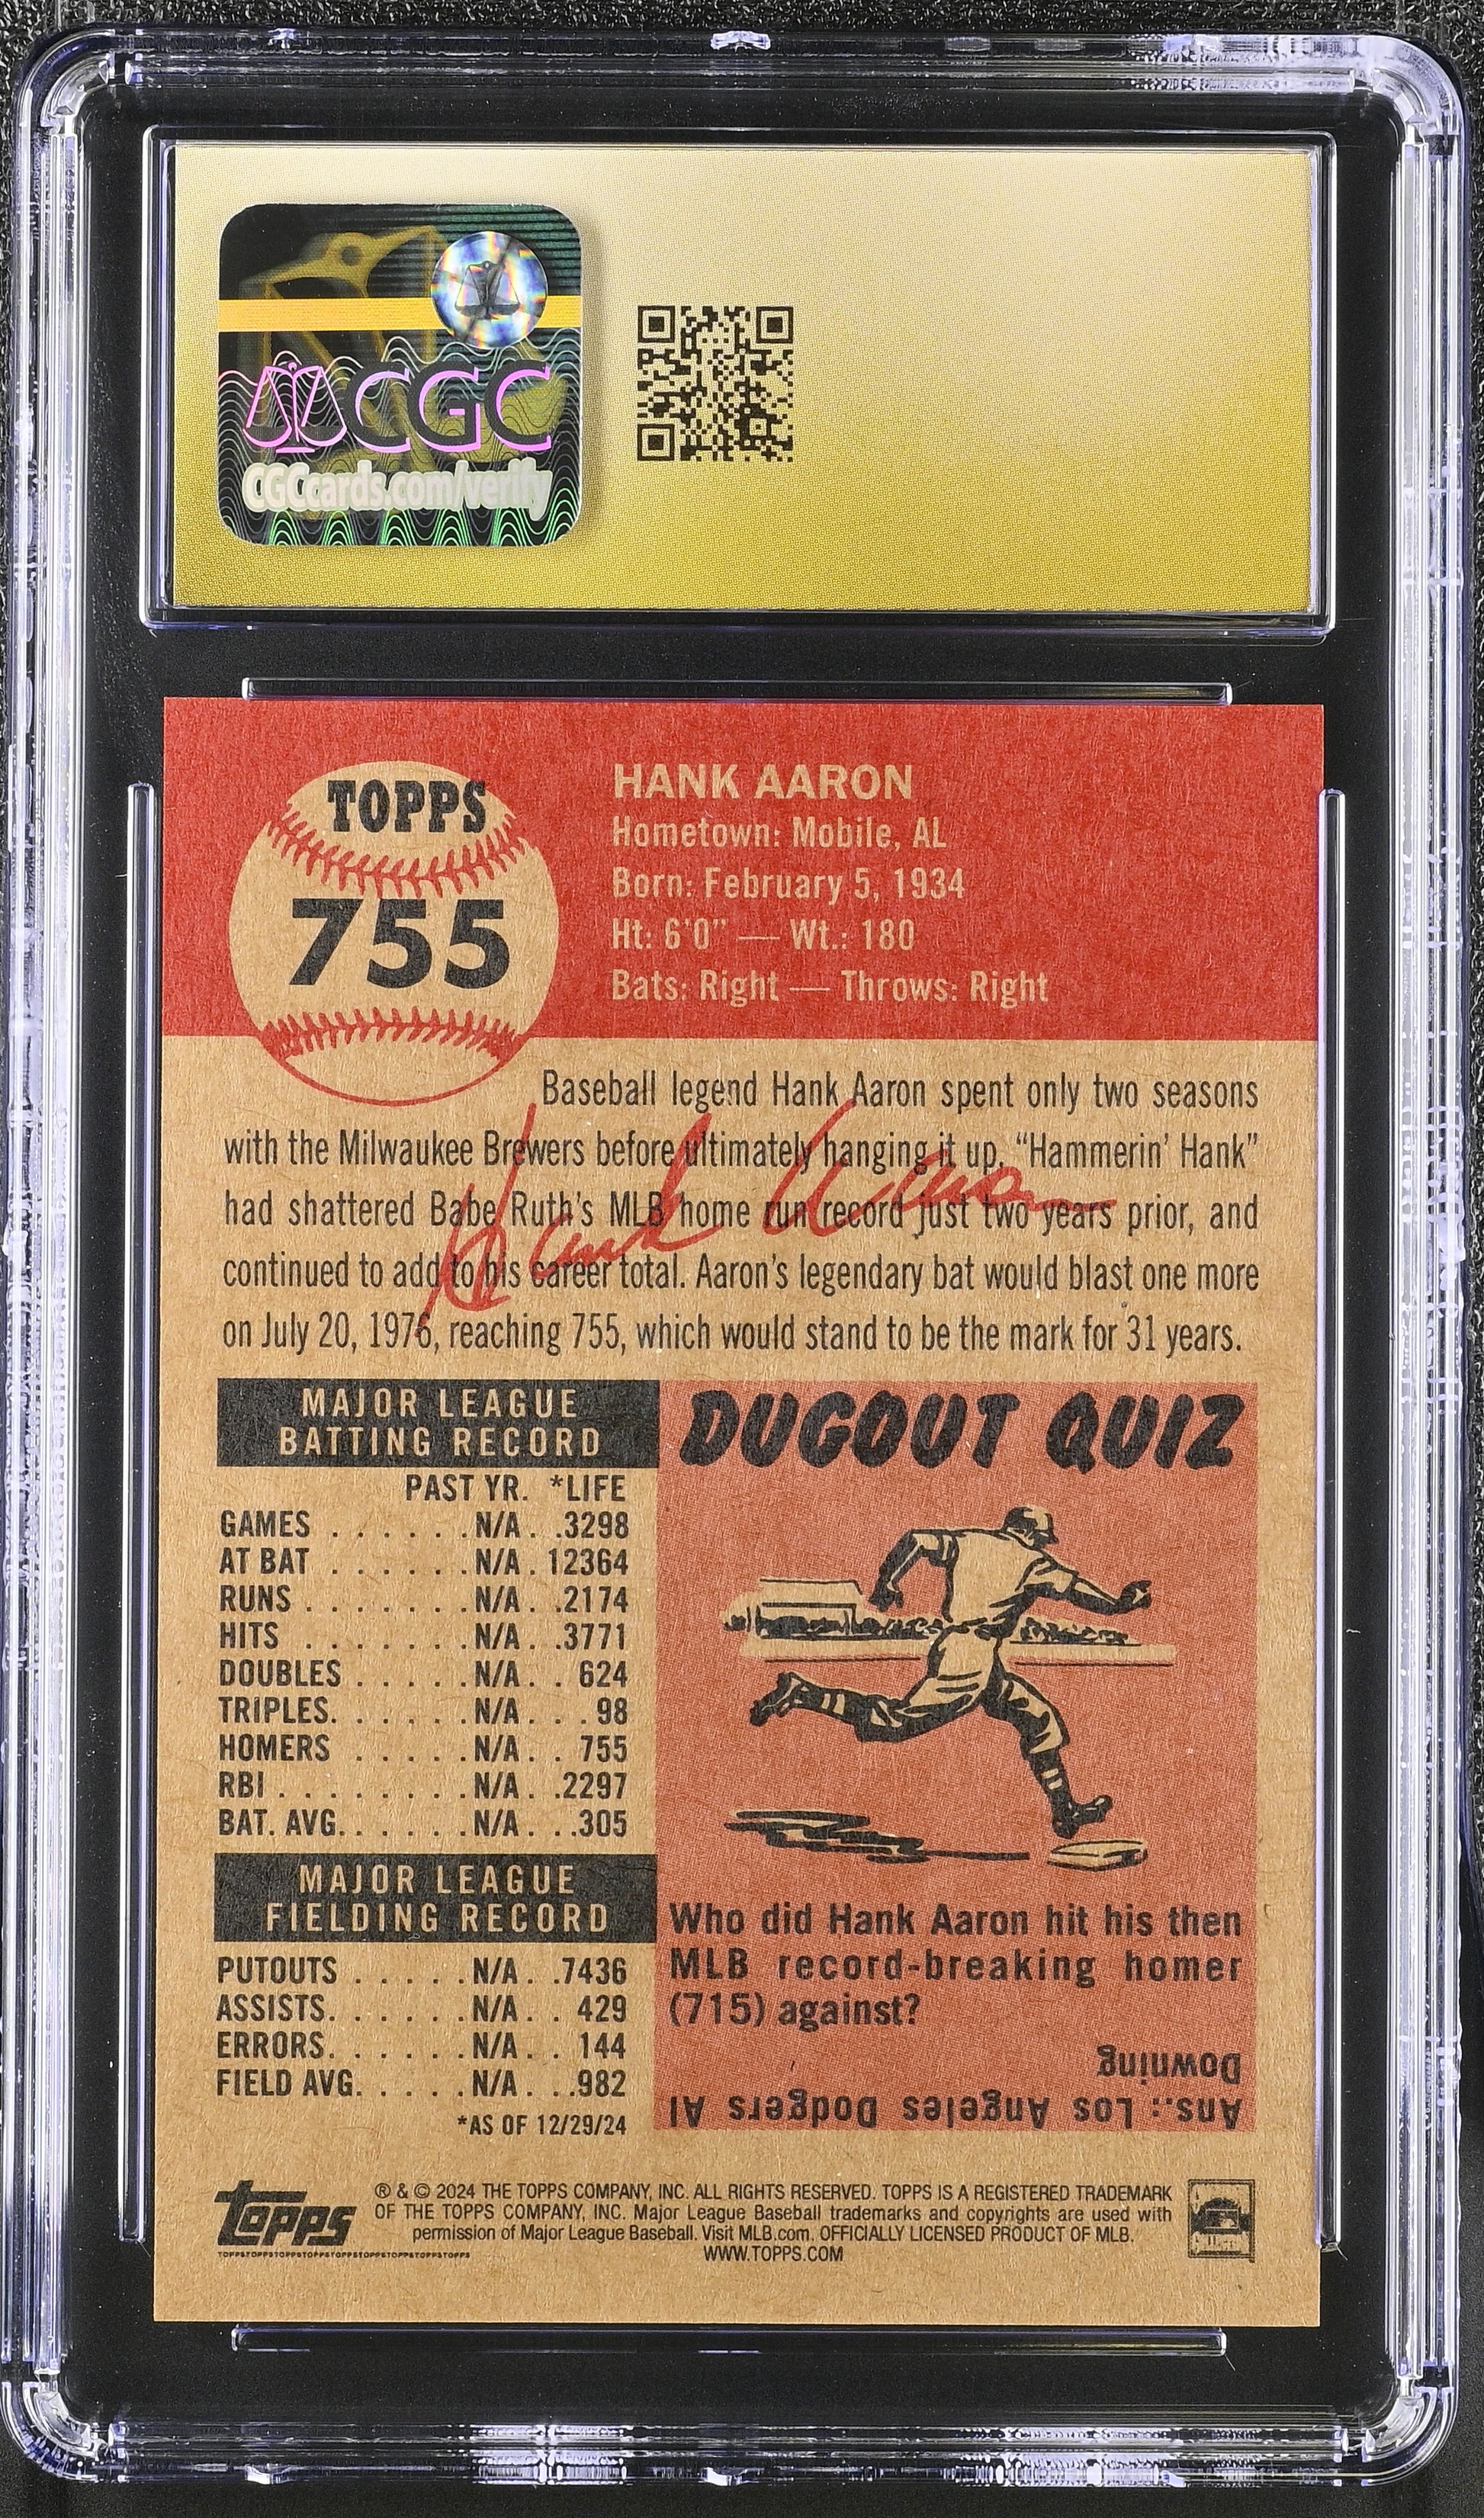 CGC
CGCcards.com/verify
TOPPS
755
HANK AARON
Hometown: Mobile, AL
Born: February 5, 1934
Ht: 6'0" — Wt.: 180
Bats: Right — Throws: Right
Baseball legend Hank Aaron spent only two seasons
with the Milwaukee Brewers before ultimately hanging it up. “Hammerin’ Hank”
had shattered Babe Ruth’s MLB home run record just two years prior, and
continued to add to his career total. Aaron’s legendary bat would blast one more
on July 20, 1976, reaching 755, which would stand to be the mark for 31 years.
Hank Aaron
MAJOR LEAGUE
BATTING RECORD
PAST YR. *LIFE
GAMES . . . . . . N/A . .3298
AT BAT . . . . . . N/A . 12364
RUNS . . . . . . . N/A . .2174
HITS . . . . . . . N/A . .3771
DOUBLES . . . . . N/A . . 624
TRIPLES. . . . . . N/A . . . 98
HOMERS . . . . . N/A . . 755
RBI . . . . . . . . N/A . .2297
BAT. AVG. . . . . . N/A . . .305
MAJOR LEAGUE
FIELDING RECORD
PUTOUTS . . . . . N/A . .7436
ASSISTS. . . . . . N/A . . 429
ERRORS. . . . . . N/A . . 144
FIELD AVG. . . . . N/A . . .982
*AS OF 12/29/24
DUGOUT QUIZ
Who did Hank Aaron hit his then
MLB record-breaking homer
(715) against?
Ans.: Los Angeles Dodgers Al
Downing
topps
TOPPSTOPPSTOPPSTOPPSTOPPSTOPPSTOPPSTOPPS
® & © 2024 THE TOPPS COMPANY, INC. ALL RIGHTS RESERVED. TOPPS IS A REGISTERED TRADEMARK
OF THE TOPPS COMPANY, INC. Major League Baseball trademarks and copyrights are used with
permission of Major League Baseball. Visit MLB.com. OFFICIALLY LICENSED PRODUCT OF MLB.
WWW.TOPPS.COM